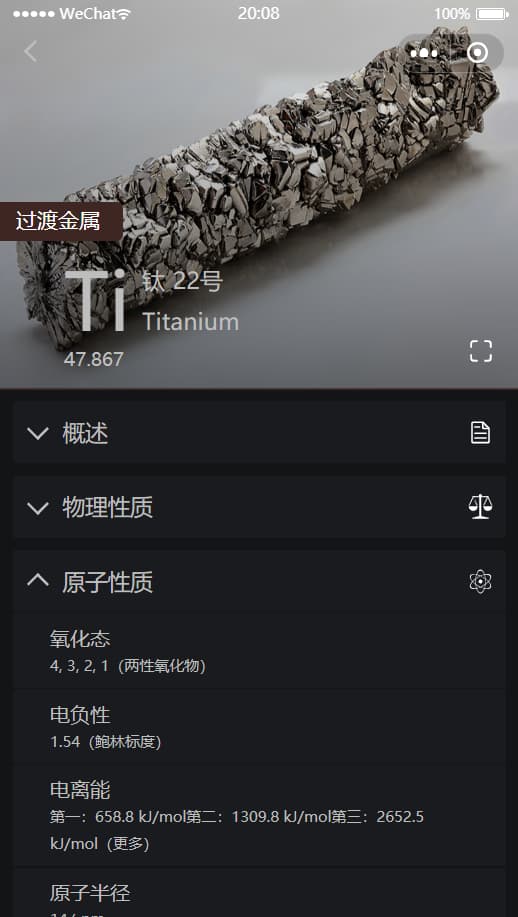 WeChat
20:08
100%
过渡金属
Ti
钛 22号
Titanium
47.867
概述
物理性质
原子性质
氧化态
4, 3, 2, 1（两性氧化物）
电负性
1.54（鲍林标度）
电离能
第一：658.8 kJ/mol第二：1309.8 kJ/mol第三：2652.5
kJ/mol（更多）
原子半径